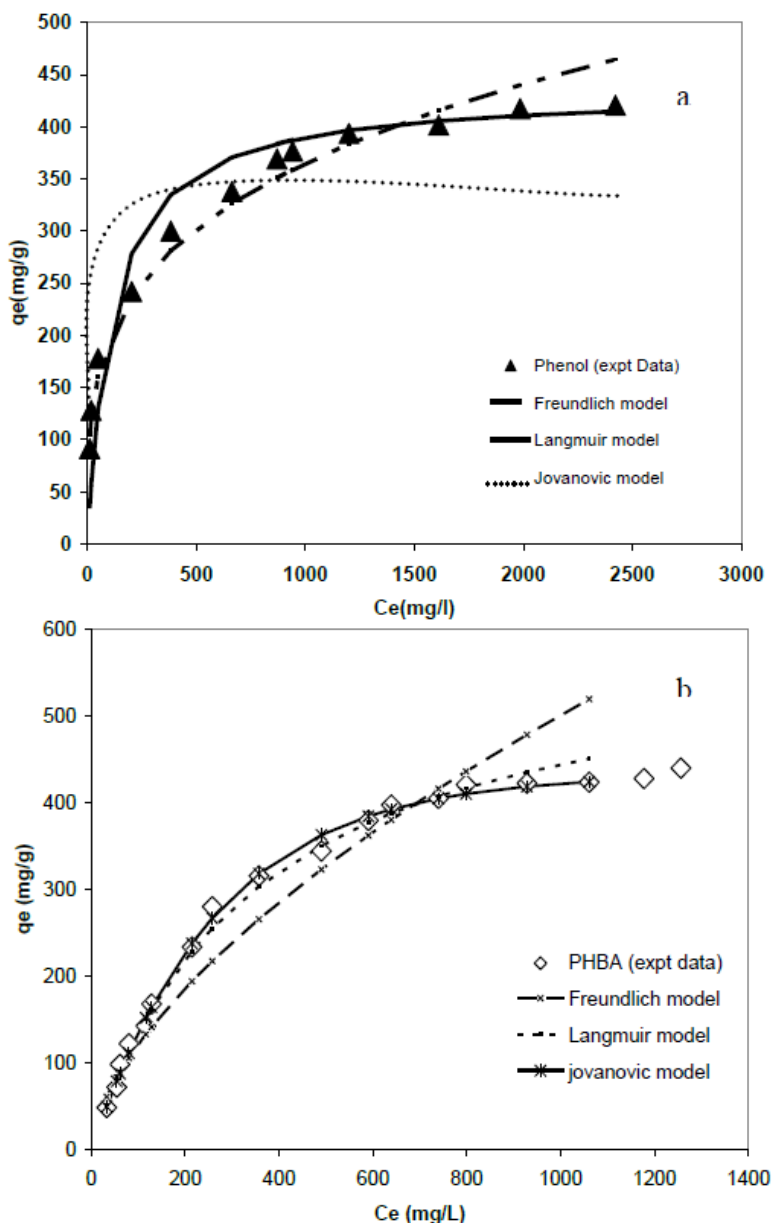 500
450
400
350
300
250
200
150
100
50
0
qe(mg/g)
a
Phenol (expt Data)
Freundlich model
Langmuir model
Jovanovic model
0
500
1000
1500
2000
2500
3000
Ce(mg/l)
600
500
400
300
200
100
0
qe (mg/g)
b
PHBA (expt data)
Freundlich model
Langmuir model
jovanovic model
0
200
400
600
800
1000
1200
1400
Ce (mg/L)